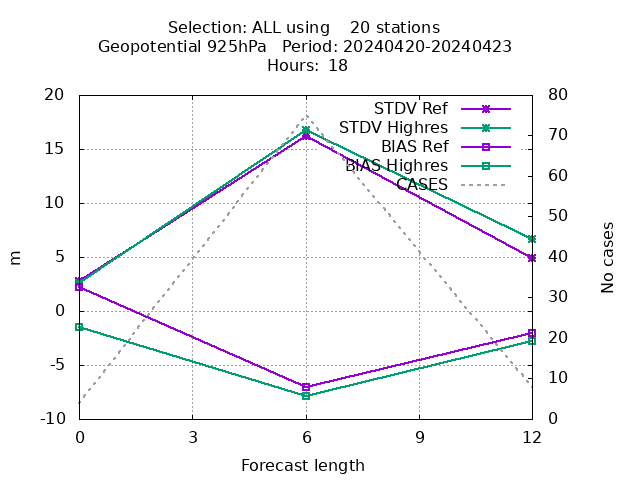 Selection: ALL using    20 stations
Geopotential 925hPa   Period: 20240420-20240423
Hours: 18
20
15
10
5
0
-5
-10
m
80
70
60
50
40
30
20
10
0
No cases
STDV Ref
STDV Highres
BIAS Ref
BIAS Highres
CASES
0 3 6 9 12
Forecast length